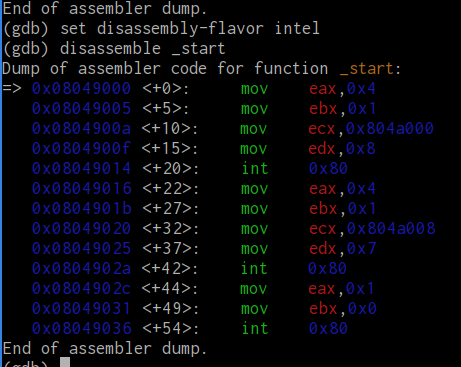 End of assembler dump.
(gdb) set disassembly-flavor intel
(gdb) disassemble _start
Dump of assembler code for function _start:
=> 0x08049000 <+0>: mov eax,0x4
0x08049005 <+5>: mov ebx,0x1
0x0804900a <+10>: mov ecx,0x804a000
0x0804900f <+15>: mov edx,0x8
0x08049014 <+20>: int 0x80
0x08049016 <+22>: mov eax,0x4
0x0804901b <+27>: mov ebx,0x1
0x08049020 <+32>: mov ecx,0x804a008
0x08049025 <+37>: mov edx,0x7
0x0804902a <+42>: int 0x80
0x0804902c <+44>: mov eax,0x1
0x08049031 <+49>: mov ebx,0x0
0x08049036 <+54>: int 0x80
End of assembler dump.
(gdb)